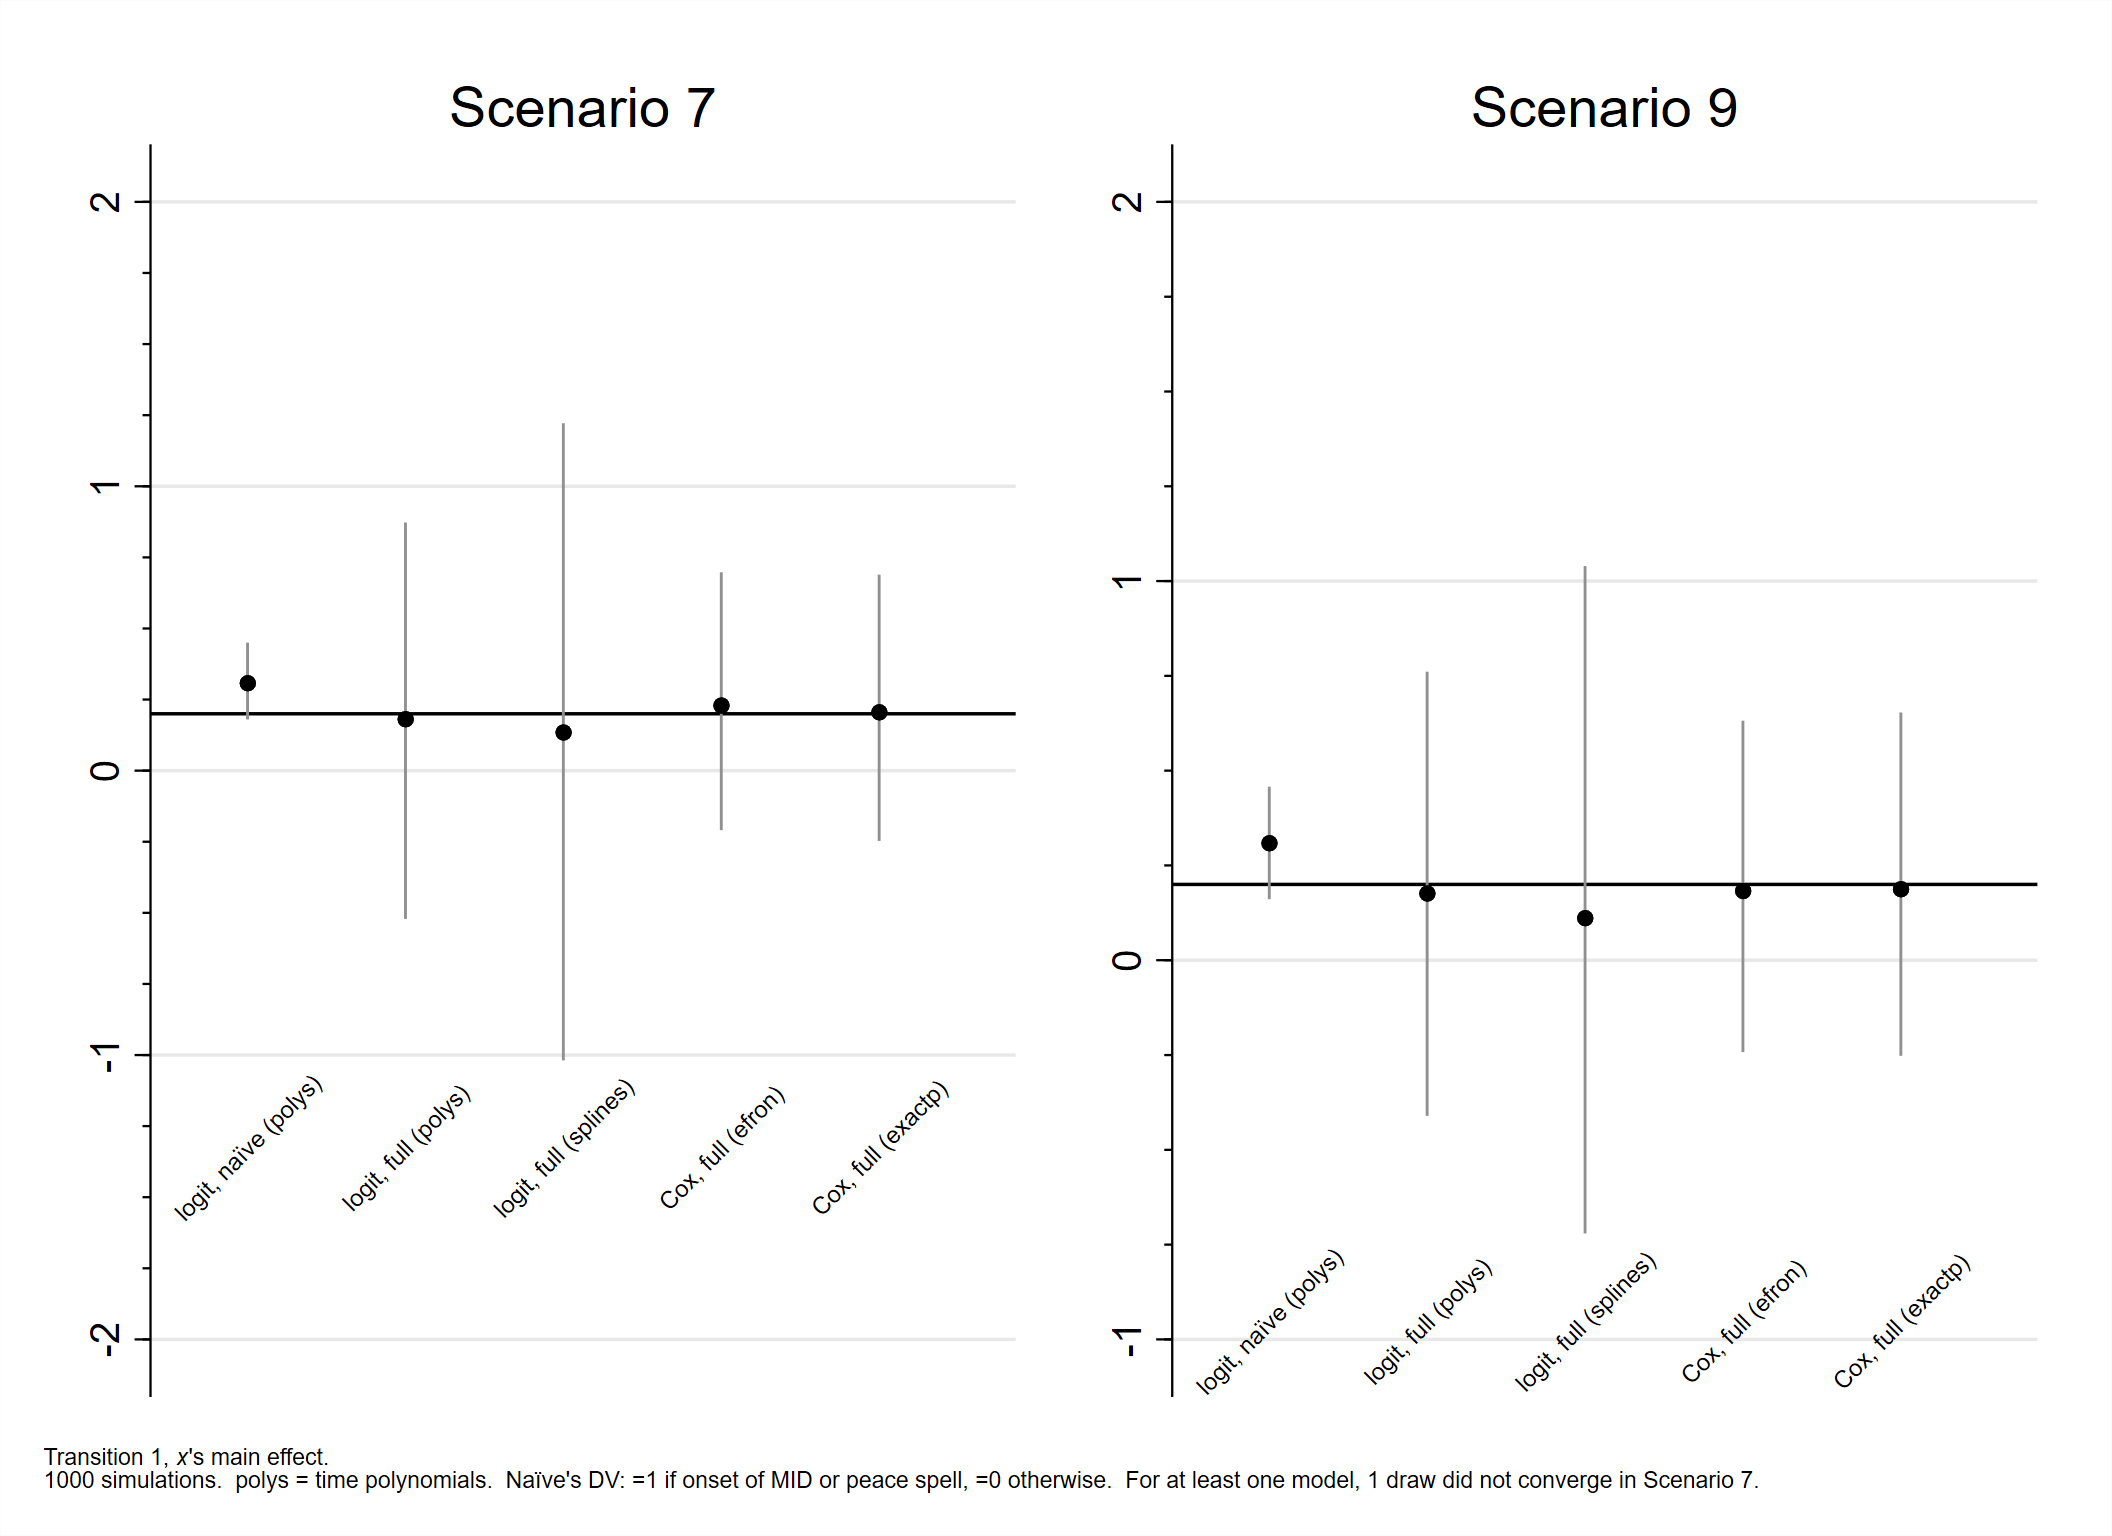 Scenario 7
2
1
0
-1
-2
logit, naïve (polys)
logit, full (polys)
logit, full (splines)
Cox, full (efron)
Cox, full (exactp)
Scenario 9
2
1
0
-1
logit, naïve (polys)
logit, full (polys)
logit, full (splines)
Cox, full (efron)
Cox, full (exactp)
Transition 1, x's main effect.
1000 simulations.  polys = time polynomials.  Naïve's DV: =1 if onset of MID or peace spell, =0 otherwise.  For at least one model, 1 draw did not converge in Scenario 7.